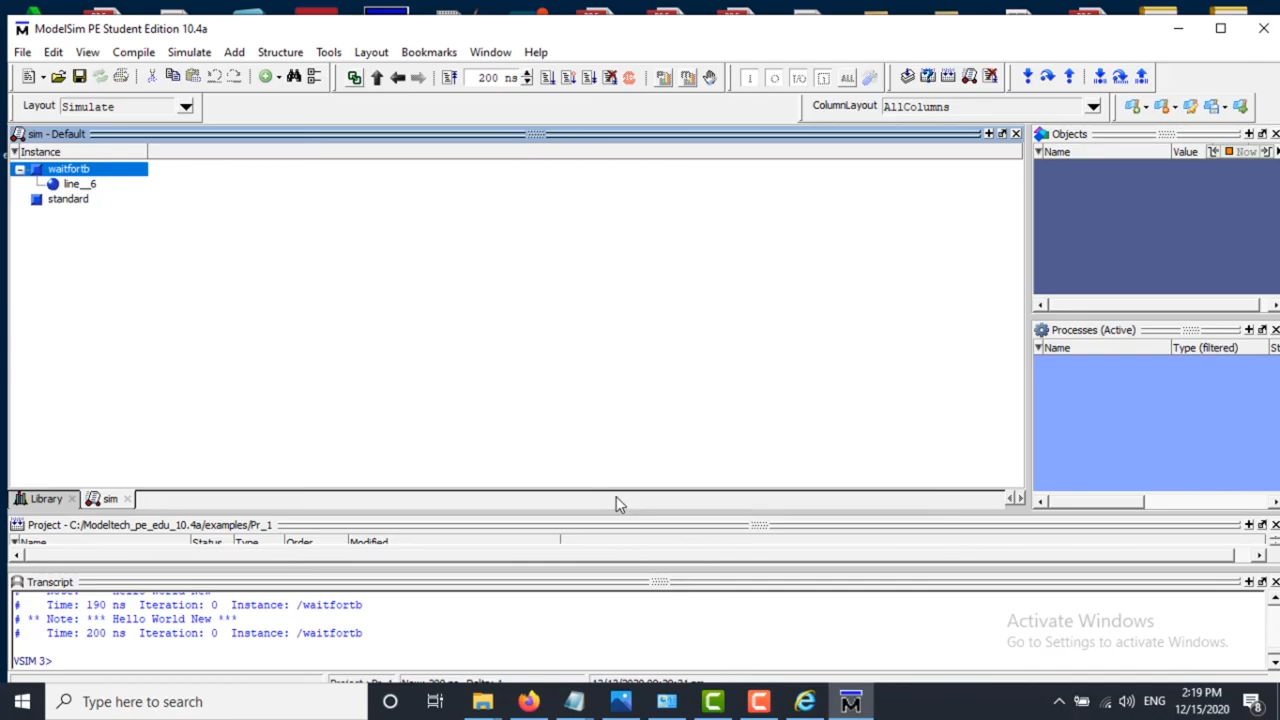 ModelSim PE Student Edition 10.4a
File Edit View Compile Simulate Add Structure Tools Layout Bookmarks Window Help
200 ns
Layout Simulate
ColumnLayout AllColumns
sim - Default
Instance
waitfortb
line__6
standard
Objects
Name Value Now
Processes (Active)
Name Type (filtered) St
Library sim
Project - C:/Modeltech_pe_edu_10.4a/examples/Pr_1
Name Status Type Order Modified
Transcript
# Time: 190 ns Iteration: 0 Instance: /waitfortb
# ** Note: *** Hello World New ***
# Time: 200 ns Iteration: 0 Instance: /waitfortb
VSIM 3>
Activate Windows
Go to Settings to activate Windows.
Type here to search
ENG
2:19 PM
12/15/2020
8